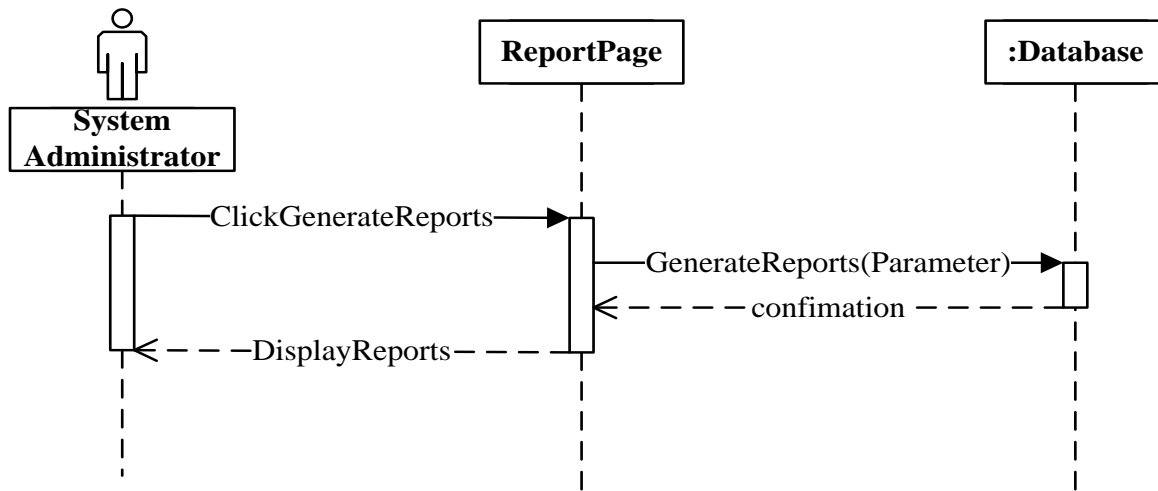 ReportPage
:Database
System
Administrator
ClickGenerateReports
GenerateReports(Parameter)
confimation
DisplayReports